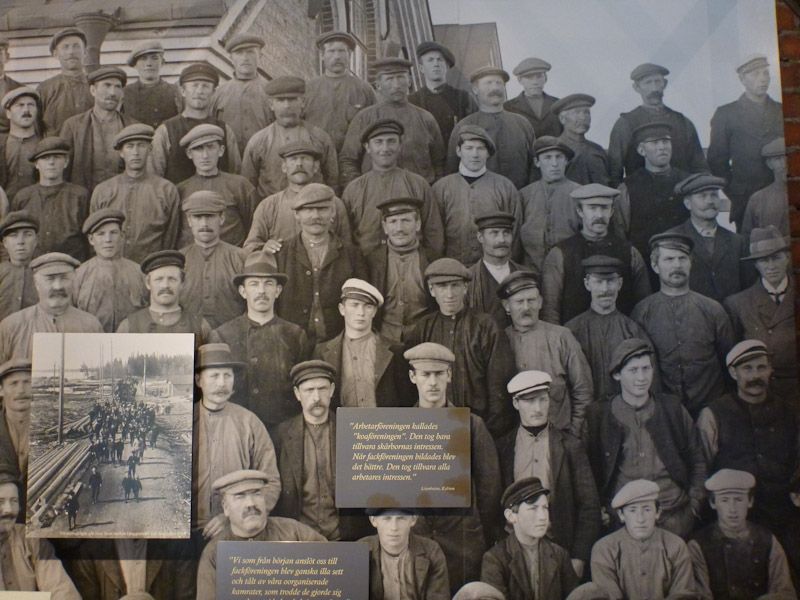 "Arbetarföreningen kallades
"koaföreningen". Den tog bara
tillvara skärbornas intressen.
När fackföreningen bildades blev
det bättre. Den tog tillvara alla
arbetares intressen."
"Vi som från början anslöt oss till
fackföreningen blev ganska illa sett
och tålt av våra oorganiserade
kamrater, som trodde de gjorde sig